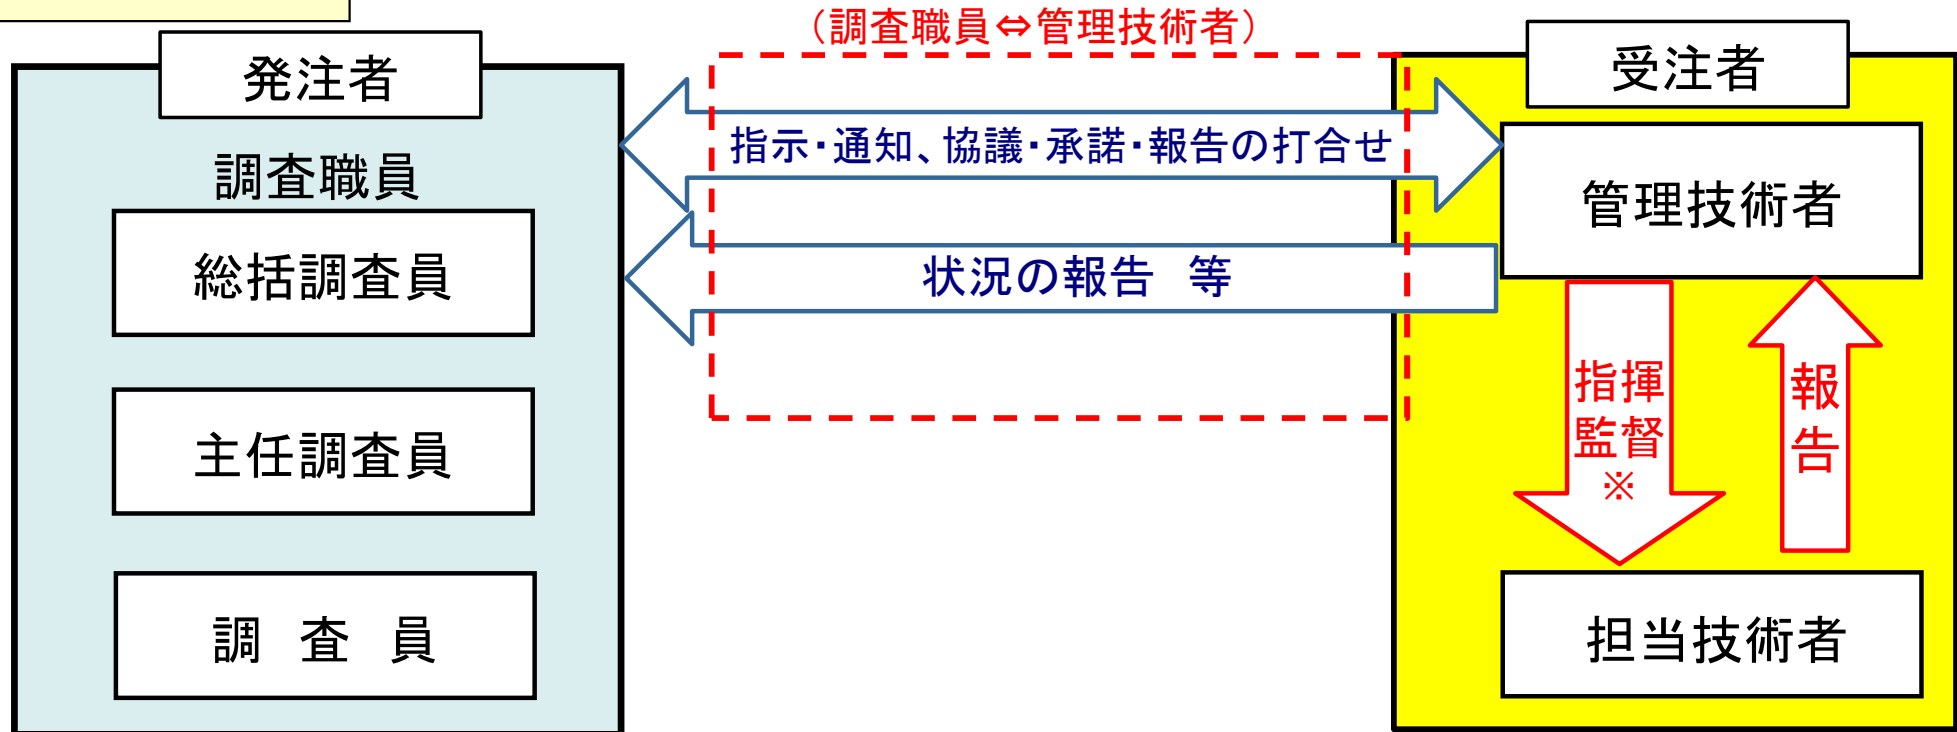 （調査職員⇔管理技術者）
発注者
受注者
指示・通知、協議・承諾・報告の打合せ
調査職員
管理技術者
総括調査員
状況の報告　等
指揮
監督
※
報
告
主任調査員
調　査　員
担当技術者